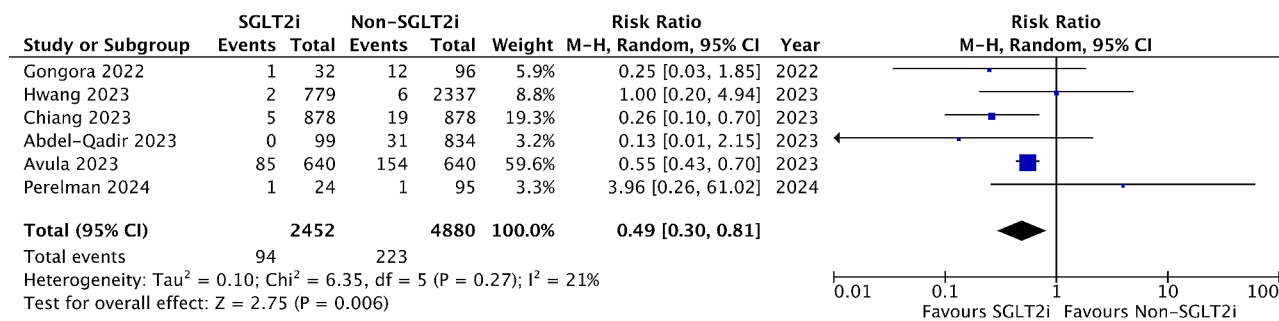 SGLT2i Non-SGLT2i Risk Ratio Risk Ratio
Study or Subgroup Events Total Events Total Weight M-H, Random, 95% CI Year M-H, Random, 95% CI
Gongora 2022 1 32 12 96 5.9% 0.25 [0.03, 1.85] 2022
Hwang 2023 2 779 6 2337 8.8% 1.00 [0.20, 4.94] 2023
Chiang 2023 5 878 19 878 19.3% 0.26 [0.10, 0.70] 2023
Abdel-Qadir 2023 0 99 31 834 3.2% 0.13 [0.01, 2.15] 2023
Avula 2023 85 640 154 640 59.6% 0.55 [0.43, 0.70] 2023
Perelman 2024 1 24 1 95 3.3% 3.96 [0.26, 61.02] 2024
Total (95% CI) 2452 4880 100.0% 0.49 [0.30, 0.81]
Total events 94 223
Heterogeneity: Tau² = 0.10; Chi² = 6.35, df = 5 (P = 0.27); I² = 21%
Test for overall effect: Z = 2.75 (P = 0.006)
0.01 0.1 1 10 100
Favours SGLT2i Favours Non-SGLT2i